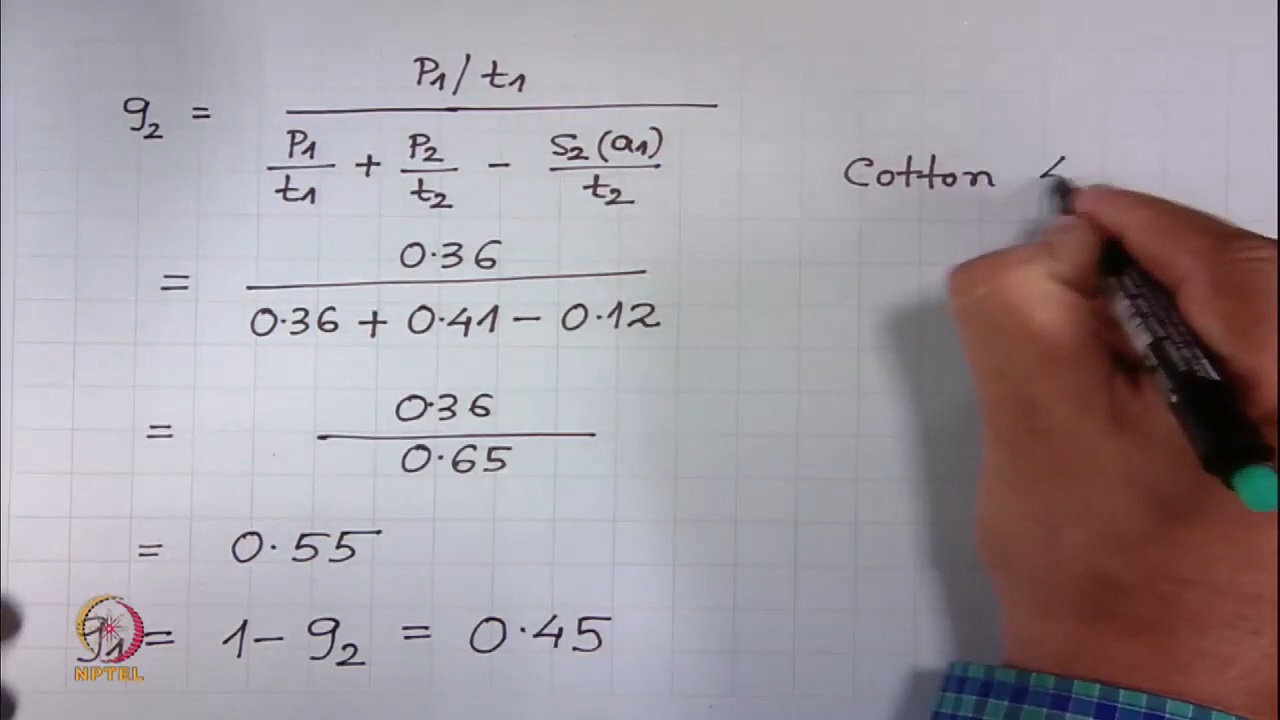 g₂ = P₁/t₁ / (P₁/t₁ + P₂/t₂ - S₂(a₁)/t₂)
Cotton
= 0.36 / (0.36 + 0.41 - 0.12)
= 0.36 / 0.65
= 0.55
g₁ = 1 - g₂ = 0.45
NPTEL